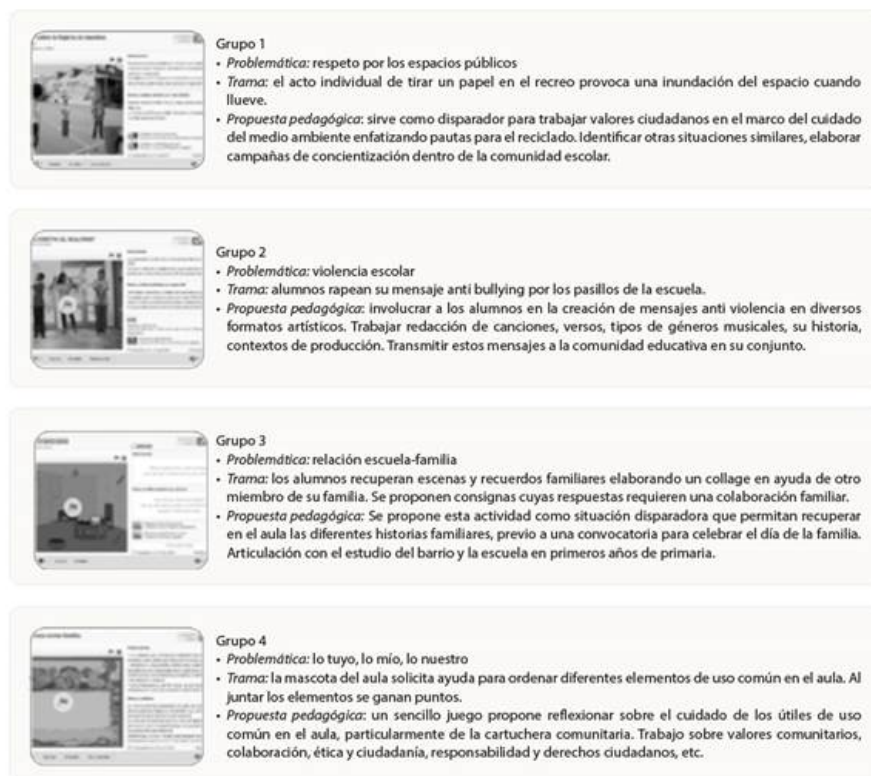 Grupo 1
• Problemática: respeto por los espacios públicos
• Trama: el acto individual de tirar un papel en el recreo provoca una inundación del espacio cuando
llueve.
• Propuesta pedagógica: sirve como disparador para trabajar valores ciudadanos en el marco del cuidado
del medio ambiente enfatizando pautas para el reciclado. Identificar otras situaciones similares, elaborar
campañas de concientización dentro de la comunidad escolar.
Grupo 2
• Problemática: violencia escolar
• Trama: alumnos rapean su mensaje anti bullying por los pasillos de la escuela.
• Propuesta pedagógica: involucrar a los alumnos en la creación de mensajes anti violencia en diversos
formatos artísticos. Trabajar redacción de canciones, versos, tipos de géneros musicales, su historia,
contextos de producción. Transmitir estos mensajes a la comunidad educativa en su conjunto.
Grupo 3
• Problemática: relación escuela-familia
• Trama: los alumnos recuperan escenas y recuerdos familiares elaborando un collage en ayuda de otro
miembro de su familia. Se proponen consignas cuyas respuestas requieren una colaboración familiar.
• Propuesta pedagógica: Se propone esta actividad como situación disparadora que permitan recuperar
en el aula las diferentes historias familiares, previo a una convocatoria para celebrar el día de la familia.
Articulación con el estudio del barrio y la escuela en primeros años de primaria.
Grupo 4
• Problemática: lo tuyo, lo mío, lo nuestro
• Trama: la mascota del aula solicita ayuda para ordenar diferentes elementos de uso común en el aula. Al
juntar los elementos se ganan puntos.
• Propuesta pedagógica: un sencillo juego propone reflexionar sobre el cuidado de los útiles de uso
común en el aula, particularmente de la cartuchera comunitaria. Trabajo sobre valores comunitarios,
colaboración, ética y ciudadanía, responsabilidad y derechos ciudadanos, etc.